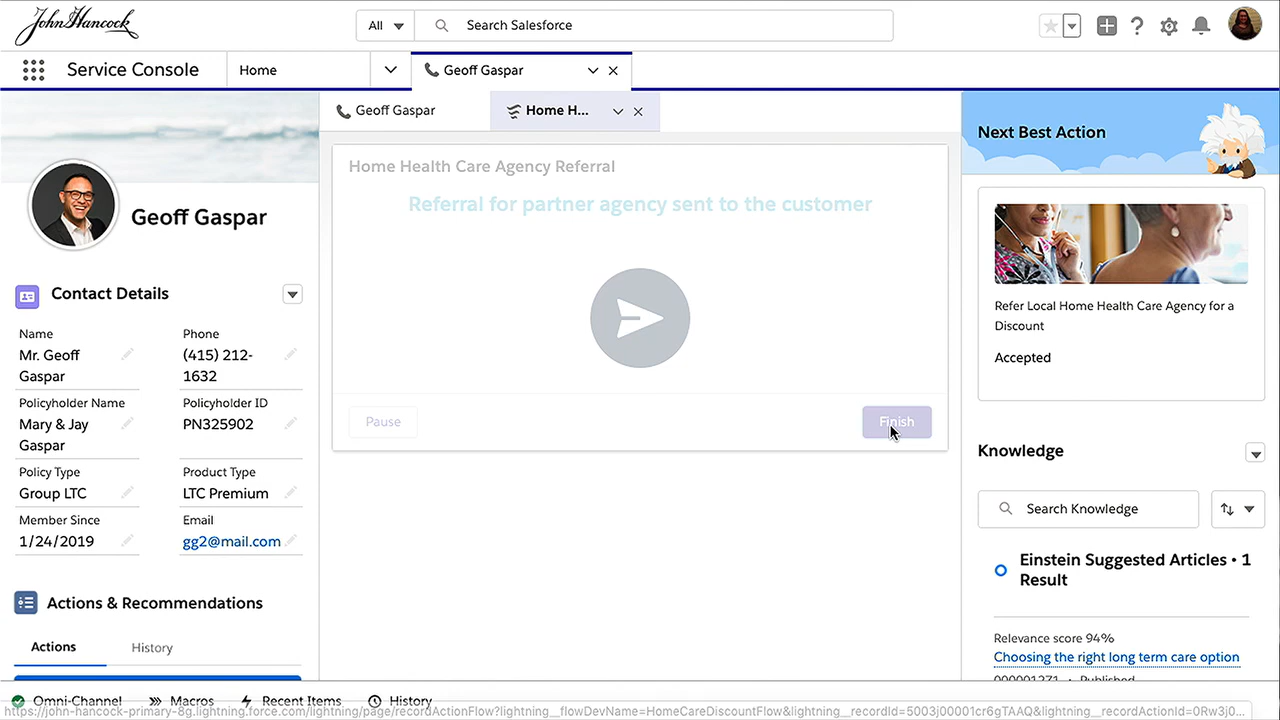 John Hancock
All
Search Salesforce
Service Console
Home
Geoff Gaspar
Geoff Gaspar
Home H...
Next Best Action
Geoff Gaspar
Home Health Care Agency Referral
Referral for partner agency sent to the customer
Pause
Finish
Contact Details
Name
Phone
Mr. Geoff
Gaspar
(415) 212-
1632
Policyholder Name
Policyholder ID
Mary & Jay
Gaspar
PN325902
Policy Type
Product Type
Group LTC
LTC Premium
Member Since
Email
1/24/2019
gg2@mail.com
Actions & Recommendations
Actions
History
Refer Local Home Health Care Agency for a
Discount
Accepted
Knowledge
Search Knowledge
Einstein Suggested Articles • 1
Result
Relevance score 94%
Choosing the right long term care option
000001271 • Published
Omni-Channel
Macros
Recent Items
History
https://john-hancock-primary-8g.lightning.force.com/lightning/page/recordActionFlow?lightning__flowDevName=HomeCareDiscountFlow&lightning__recordId=5003j00001cr6gTAAQ&lightning__recordActionId=0Rw3j0...